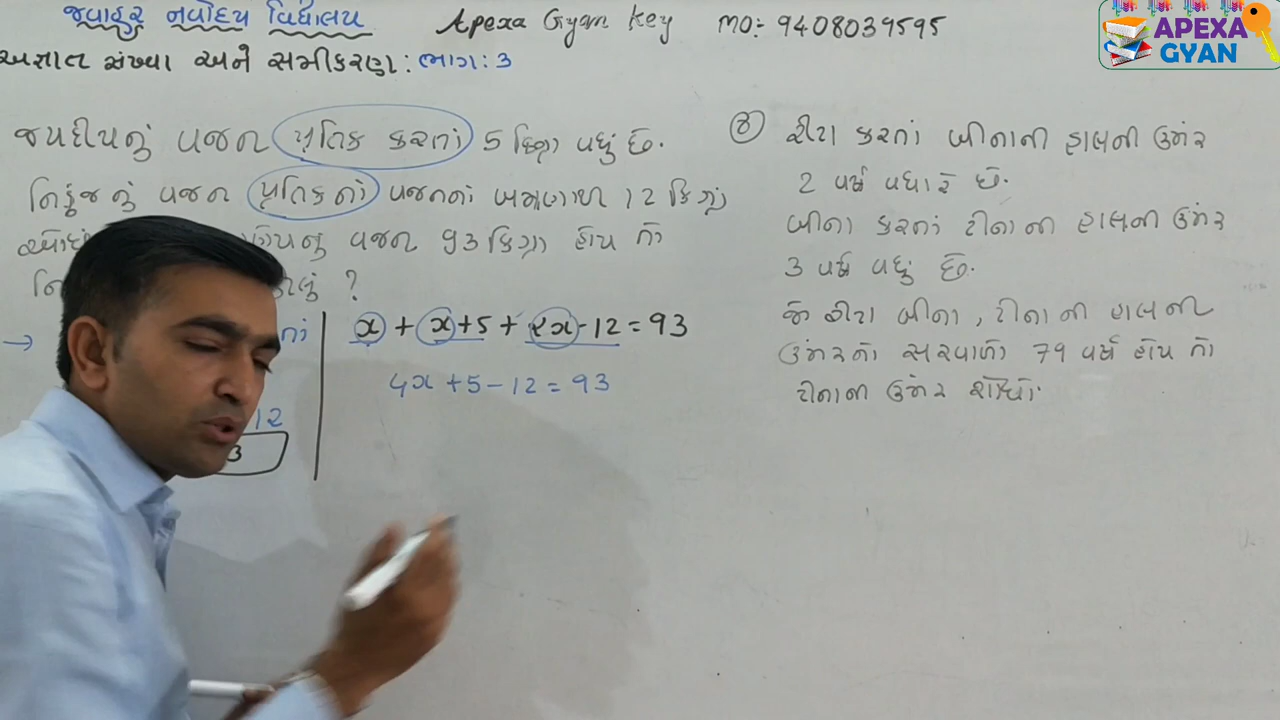 જવાહર નવોદય વિદ્યાલય Apexa Gyan Key MO:- 9408039595
APEXA
GYAN
અજ્ઞાત સંખ્યા અને સમીકરણ: ભાગ: 3
જયદીપનું વજન પ્રતિક કરતાં 5 કિગ્રા વધું છે.
નિકુંજ નું વજન પ્રતિકનાં વજનનાં બમણાથી 12 કિગ્રા
વજન 93 કિગ્રા હોય તો
?
→
12
3
x + x+5 + 2x-12 = 93
4x +5-12 = 93
રીટા કરતાં બીનાની હાલની ઉંમર
2 વર્ષ વધારે છે.
બીના કરતાં ટીનાની હાલની ઉંમર
3 વર્ષ વધું છે.
જો રીટા બીના, ટીનાની હાલની
ઉંમરનો સરવાળો 79 વર્ષ હોય તો
ટીનાની ઉંમર શોધો.